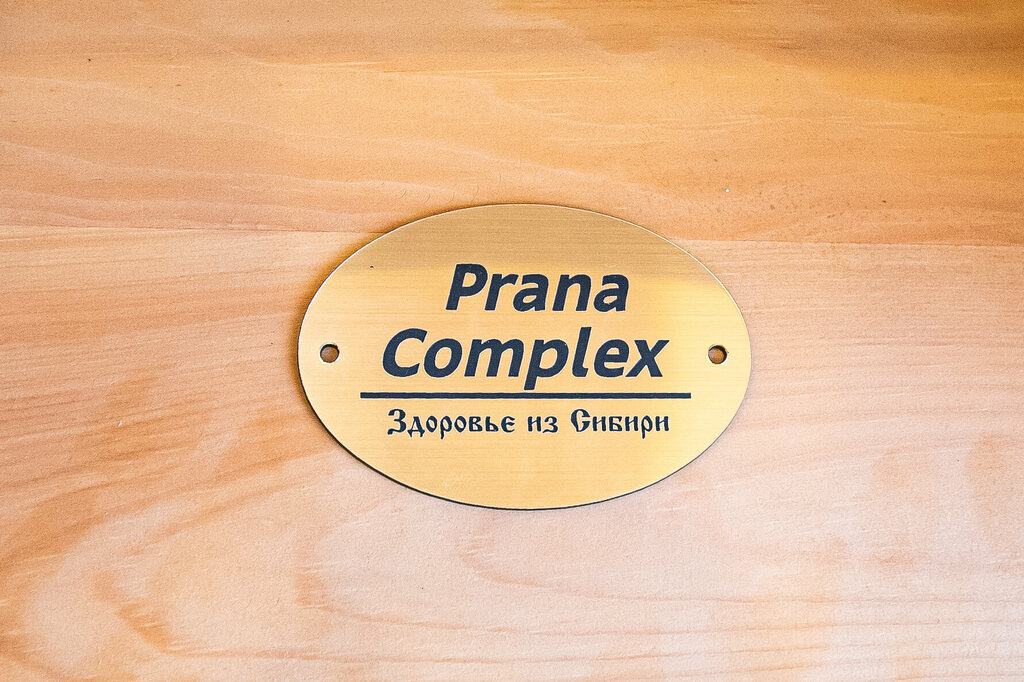 Prana
Complex
Здоровье из Сибири